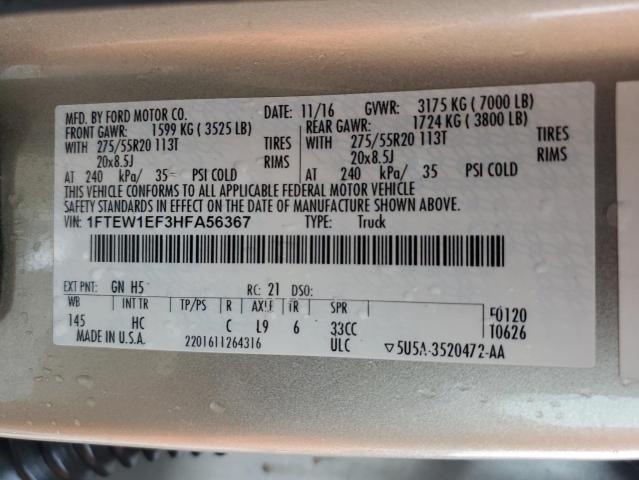 MFD. BY FORD MOTOR CO. DATE: 11/16 GVWR: 3175 KG ( 7000 LB)
FRONT GAWR: 1599 KG ( 3525 LB) REAR GAWR: 1724 KG ( 3800 LB)
WITH 275/55R20 113T TIRES WITH 275/55R20 113T TIRES
20x8.5J RIMS 20x8.5J RIMS
AT 240 kPa/ 35 PSI COLD AT 240 kPa/ 35 PSI COLD
THIS VEHICLE CONFORMS TO ALL APPLICABLE FEDERAL MOTOR VEHICLE
SAFETY STANDARDS IN EFFECT ON THE DATE OF MANUFACTURE SHOWN ABOVE.
VIN: 1FTEW1EF3HFA56367 TYPE: Truck
EXT PNT: GN H5 RC: 21 DSO:
WB INT TR TP/PS R AXLE TR SPR F0120
145 HC C L9 6 33CC T0626
MADE IN U.S.A. 2201611264316 ULC ▽5U5A-3520472-AA